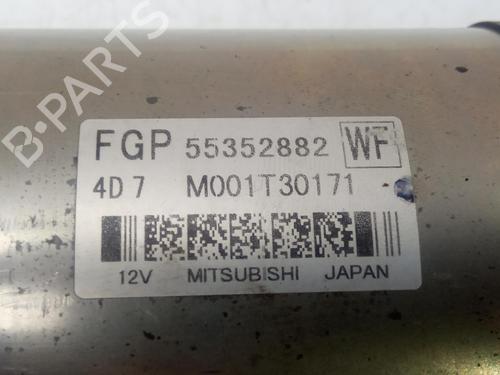 B-PARTS
FGP 55352882 WF
4D7 M001T30171
12V MITSUBISHI JAPAN